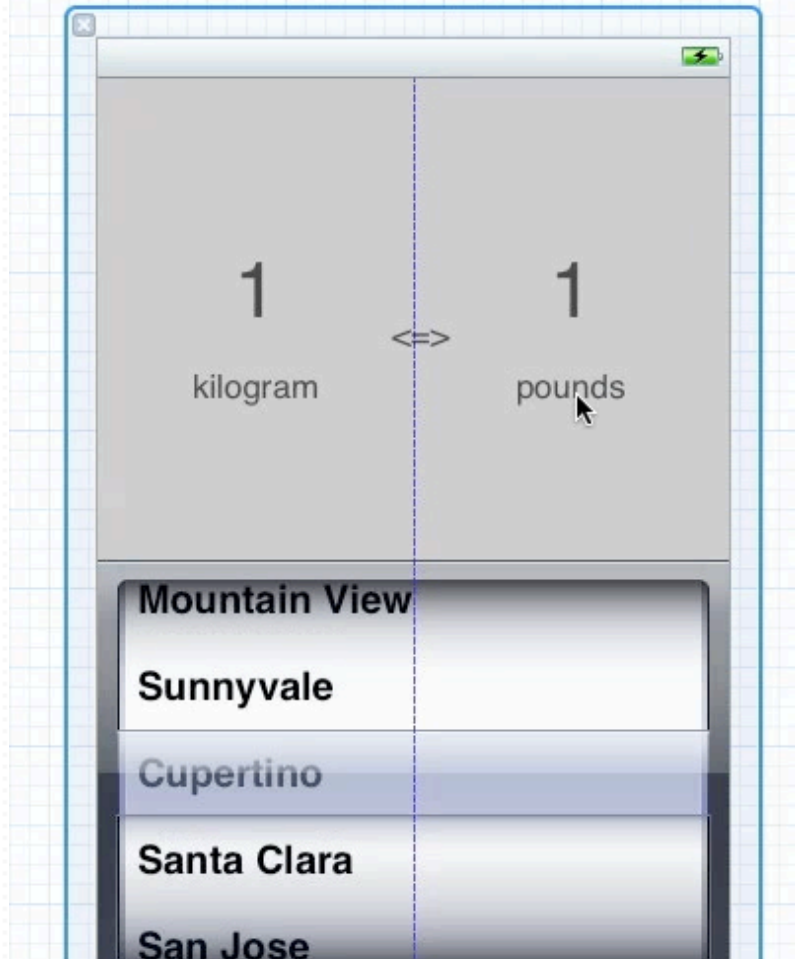 1 1
<=>
kilogram pounds
Mountain View
Sunnyvale
Cupertino
Santa Clara
San Jose